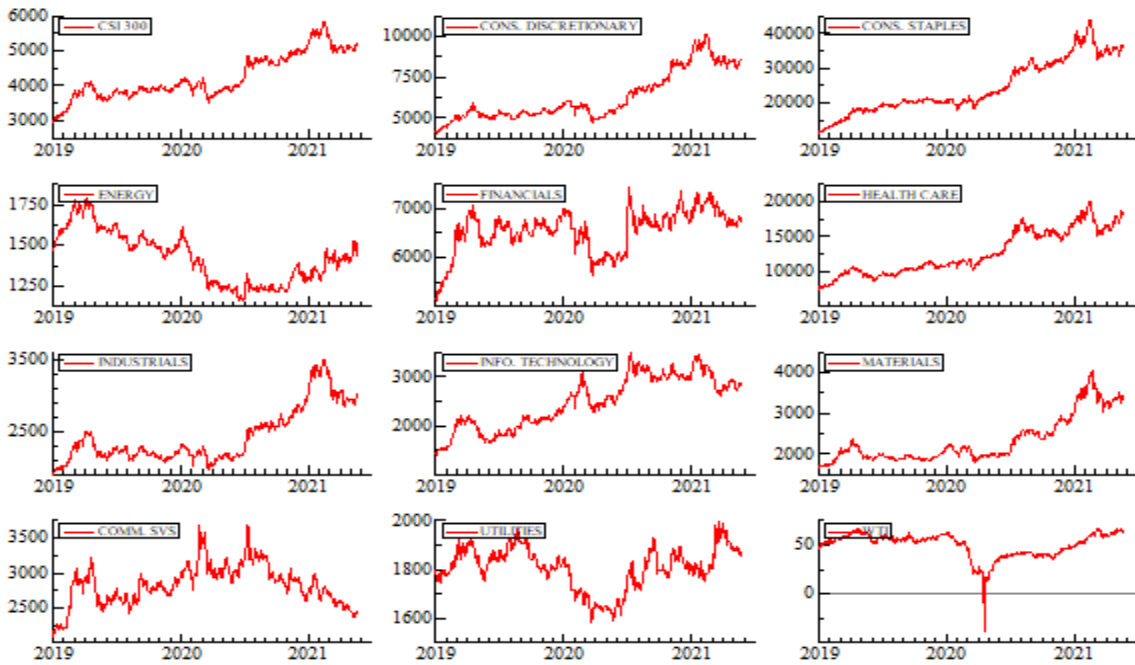 6000
5000
4000
3000
CSI 300
2019 2020 2021
10000
7500
5000
CONS. DISCRETIONARY
2019 2020 2021
40000
30000
20000
CONS. STAPLES
2019 2020 2021
1750
1500
1250
ENERGY
2019 2020 2021
7000
6000
FINANCIALS
2019 2020 2021
20000
15000
10000
HEALTH CARE
2019 2020 2021
3500
2500
INDUSTRIALS
2019 2020 2021
3000
2000
INFO. TECHNOLOGY
2019 2020 2021
4000
3000
2000
MATERIALS
2019 2020 2021
3500
3000
2500
COMM. SVS
2019 2020 2021
2000
1800
1600
UTILITIES
2019 2020 2021
50
0
WTI
2019 2020 2021